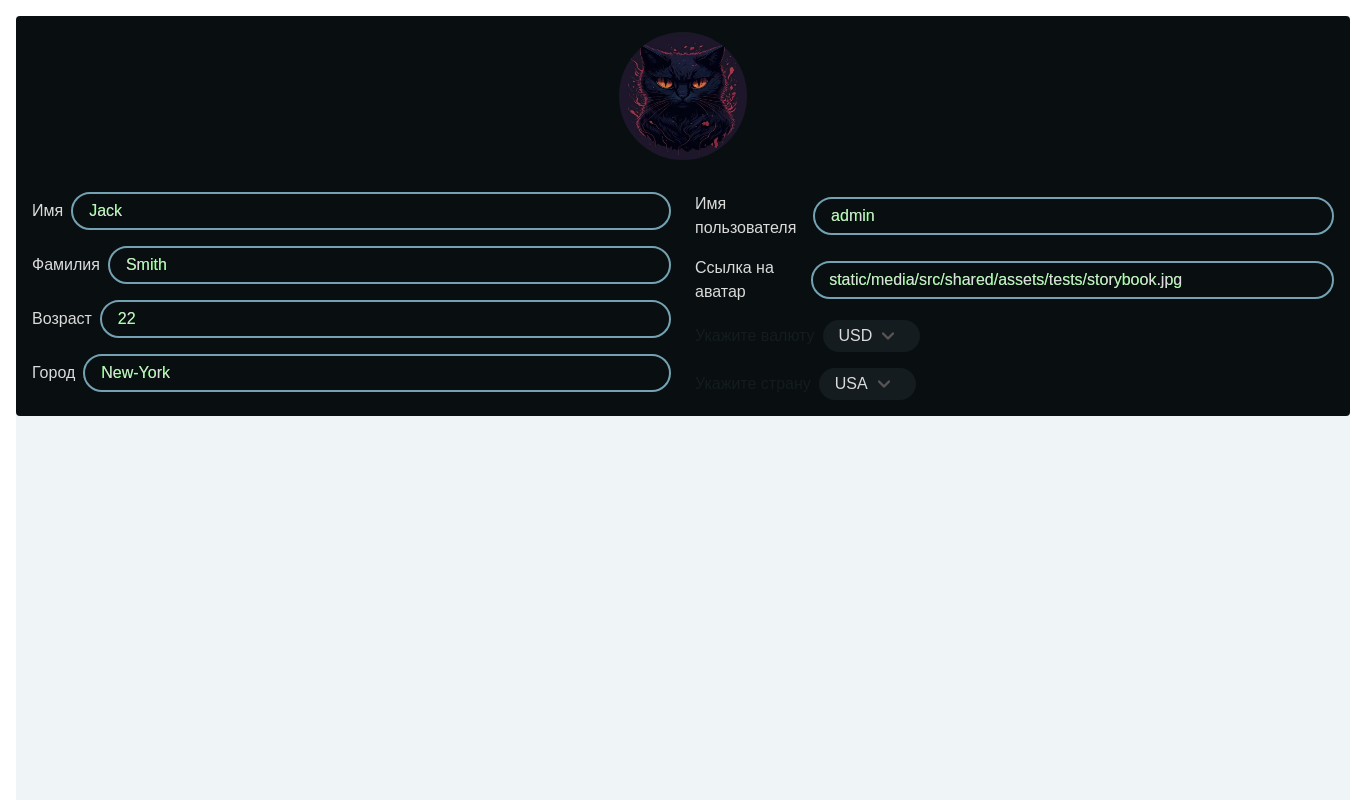 Имя
Jack
Фамилия
Smith
Возраст
22
Город
New-York
Имя
пользователя
admin
Ссылка на
аватар
static/media/src/shared/assets/tests/storybook.jpg
Укажите валюту
USD
Укажите страну
USA